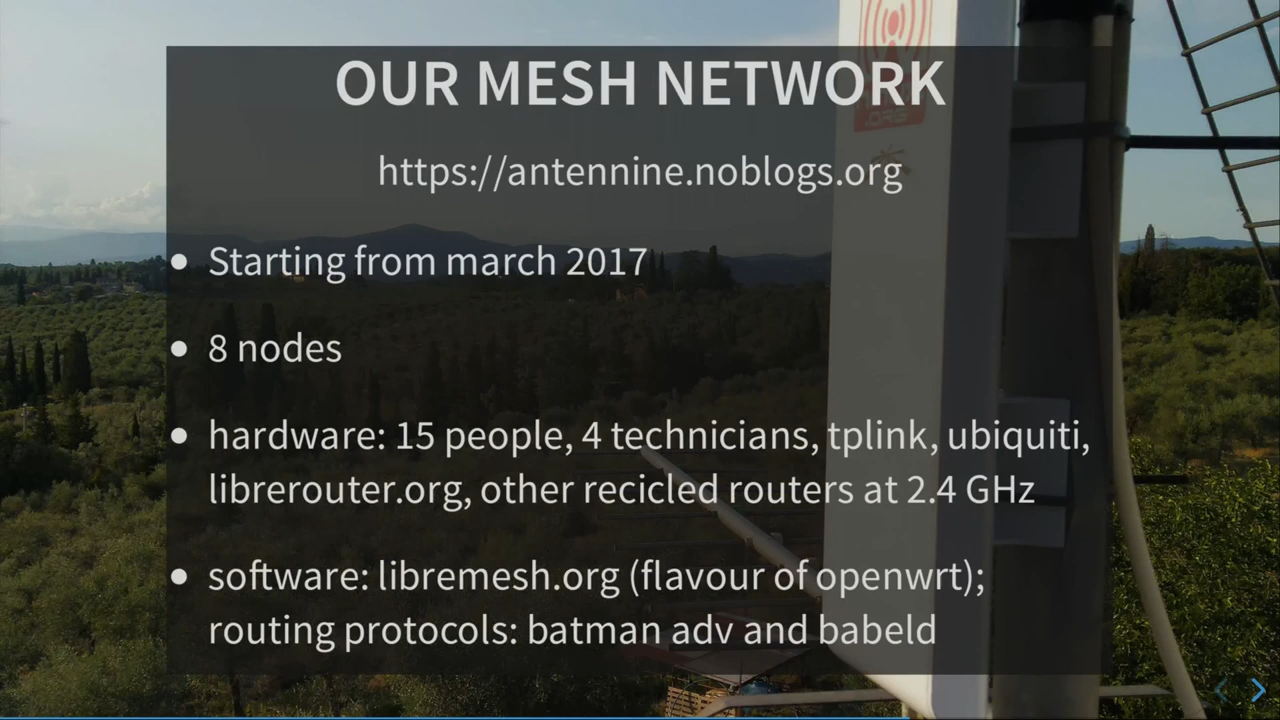 OUR MESH NETWORK
https://antennine.noblogs.org
• Starting from march 2017
• 8 nodes
• hardware: 15 people, 4 technicians, tplink, ubiquiti,
librerouter.org, other recicled routers at 2.4 GHz
• software: libremesh.org (flavour of openwrt);
routing protocols: batman adv and babeld
.ORG